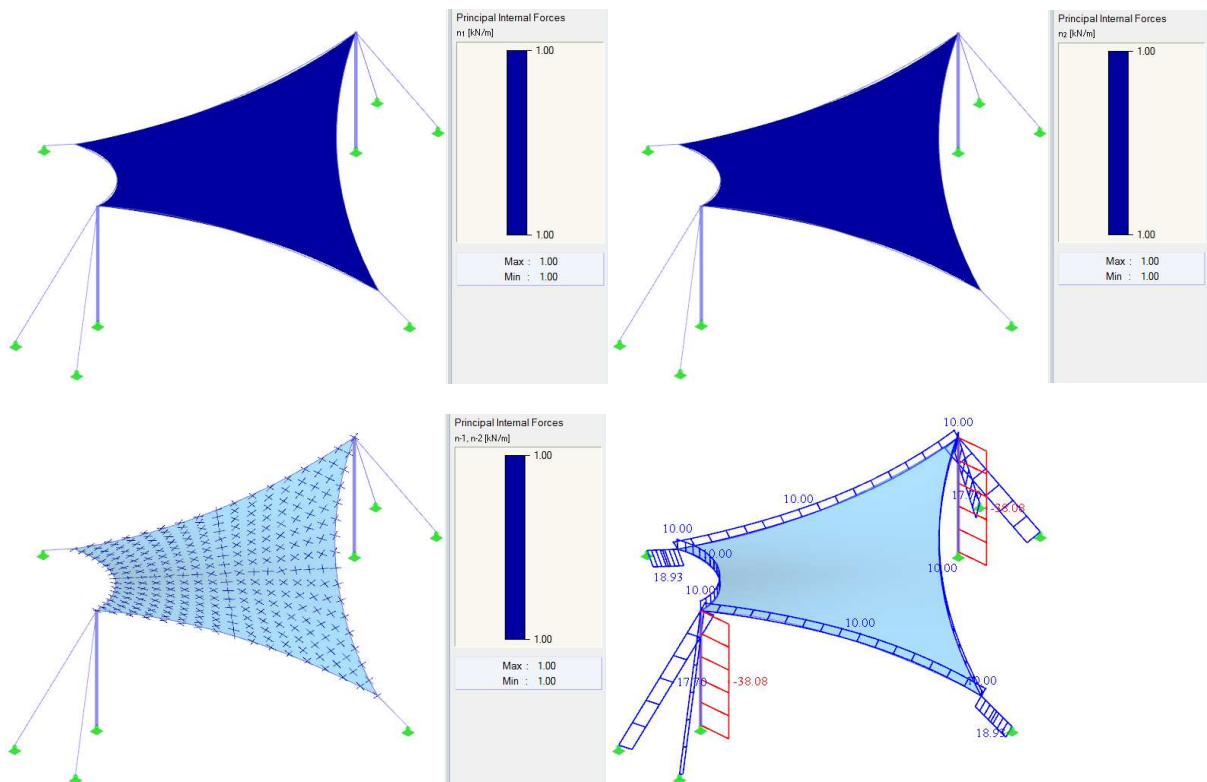 Principal Internal Forces
n1 [kN/m]
1.00
1.00
Max : 1.00
Min : 1.00
Principal Internal Forces
n2 [kN/m]
1.00
1.00
Max : 1.00
Min : 1.00
Principal Internal Forces
n-1, n-2 [kN/m]
1.00
1.00
Max : 1.00
Min : 1.00
10.00
10.00
17.70
-38.08
10.00
10.00
18.93
10.00
10.00
10.00
17.70
-38.08
10.00
18.93